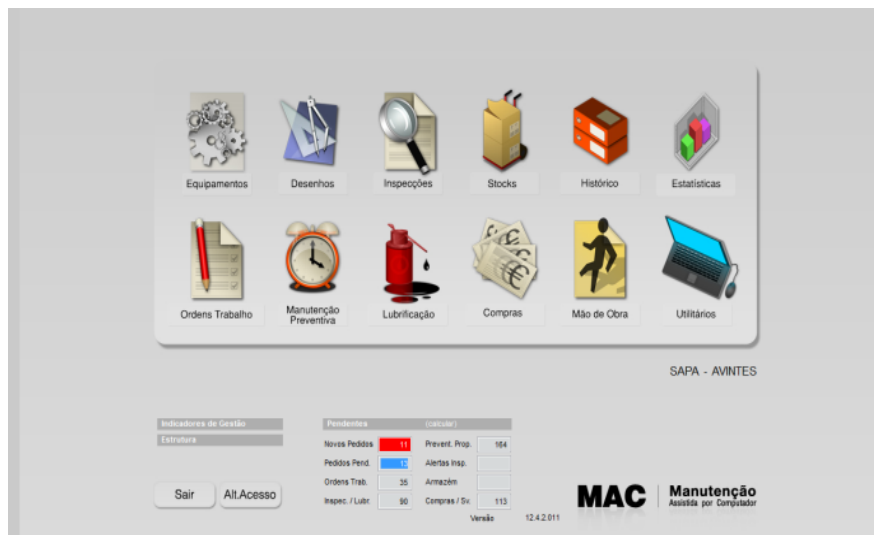 Equipamentos Desenhos Inspecções Stocks Histórico Estatísticas
Ordens Trabalho Manutenção Preventiva Lubrificação Compras Mão de Obra Utilitários
SAPA - AVINTES
Indicadores de Gestão
Estrutura
Pendentes (calcular)
Novos Pedidos 11 Prevent. Prop. 164
Pedidos Pend. 13 Alertas Insp.
Ordens Trab. 35 Armazém
Inspec. / Lubr. 90 Compras / Sv. 113
Sair Alt.Acesso
Versão 12.4.2.011
MAC Manutenção
Assistida por Computador